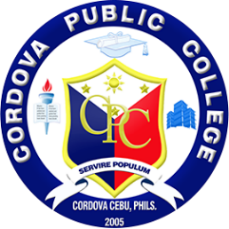 CORDOVA PUBLIC COLLEGE
CPC
SERVIRE POPULUM
CORDOVA CEBU, PHILS.
2005